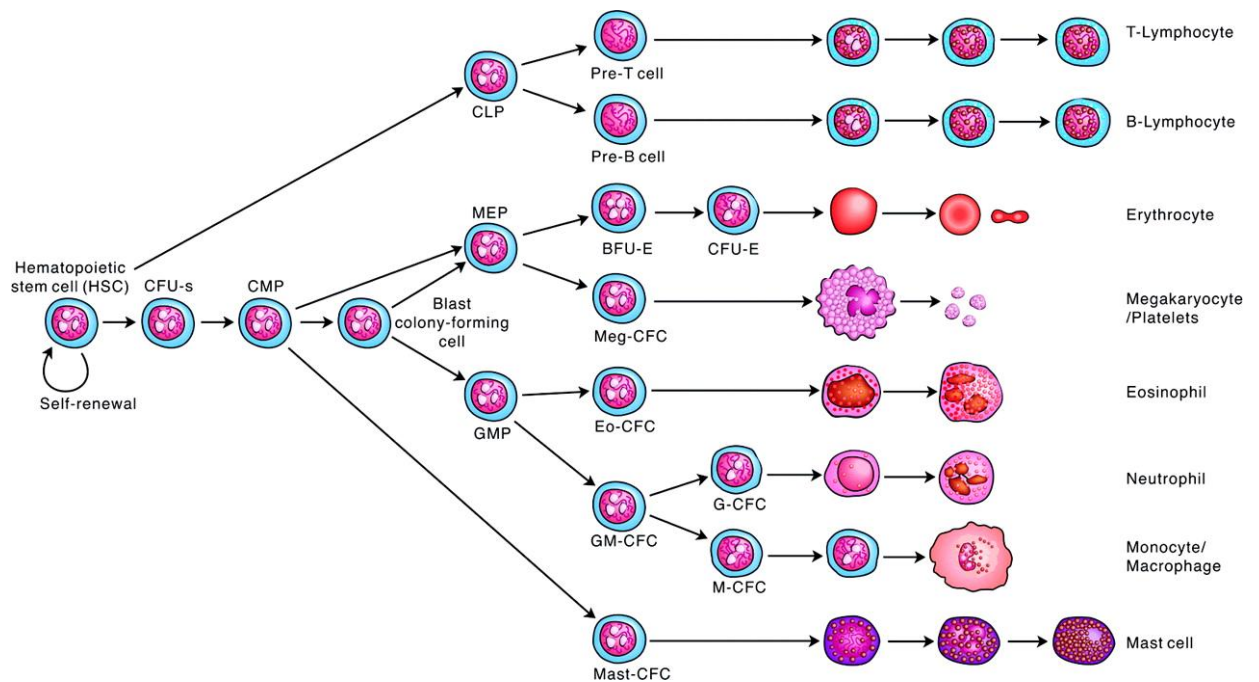 T-Lymphocyte
Pre-T cell
CLP
B-Lymphocyte
Pre-B cell
MEP
Erythrocyte
BFU-E
CFU-E
Hematopoietic
stem cell (HSC)
CFU-s
CMP
Blast
colony-forming
cell
Megakaryocyte
/Platelets
Meg-CFC
Self-renewal
Eosinophil
GMP
Eo-CFC
Neutrophil
G-CFC
GM-CFC
Monocyte/
Macrophage
M-CFC
Mast cell
Mast-CFC